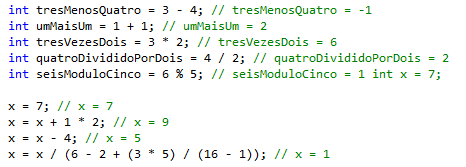 int tresMenosQuatro = 3 - 4; // tresMenosQuatro = -1
int umMaisUm = 1 + 1; // umMaisUm = 2
int tresVezesDois = 3 * 2; // tresVezesDois = 6
int quatroDivididoPorDois = 4 / 2; // quatroDivididoPorDois = 2
int seisModuloCinco = 6 % 5; // seisModuloCinco = 1 int x = 7;
x = 7; // x = 7
x = x + 1 * 2; // x = 9
x = x - 4; // x = 5
x = x / (6 - 2 + (3 * 5) / (16 - 1)); // x = 1